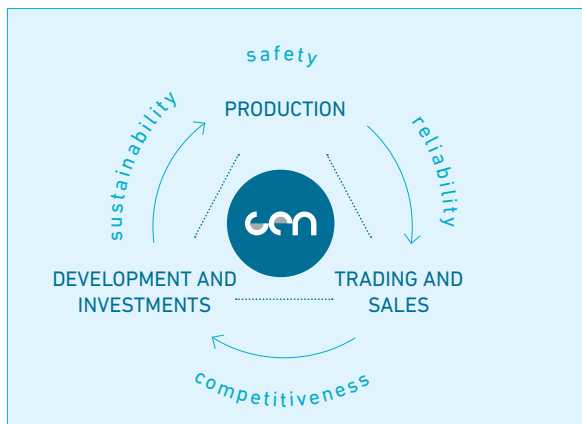 safety
PRODUCTION
sustainability
reliability
gen
DEVELOPMENT AND
INVESTMENTS
TRADING AND
SALES
competitiveness